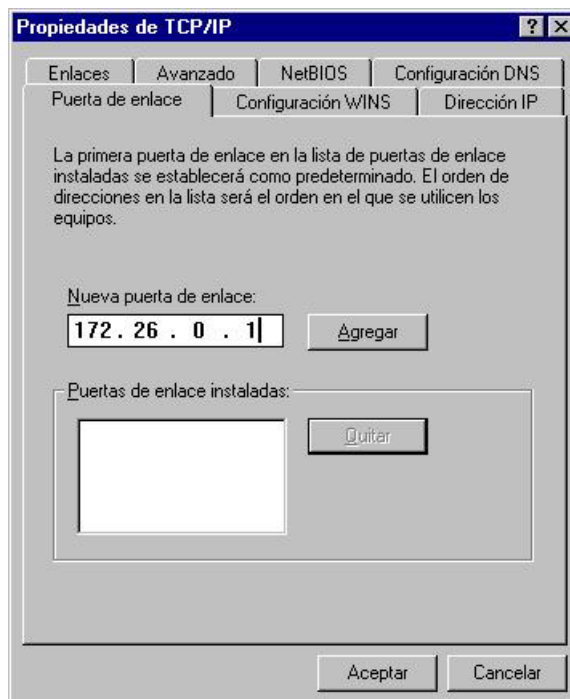 Propiedades de TCP/IP
Enlaces Avanzado NetBIOS Configuración DNS
Puerta de enlace Configuración WINS Dirección IP
La primera puerta de enlace en la lista de puertas de enlace
instaladas se establecerá como predeterminado. El orden de
direcciones en la lista será el orden en el que se utilicen los
equipos.
Nueva puerta de enlace:
172 . 26 . 0 . 1 Agregar
Puertas de enlace instaladas:
Quitar
Aceptar Cancelar